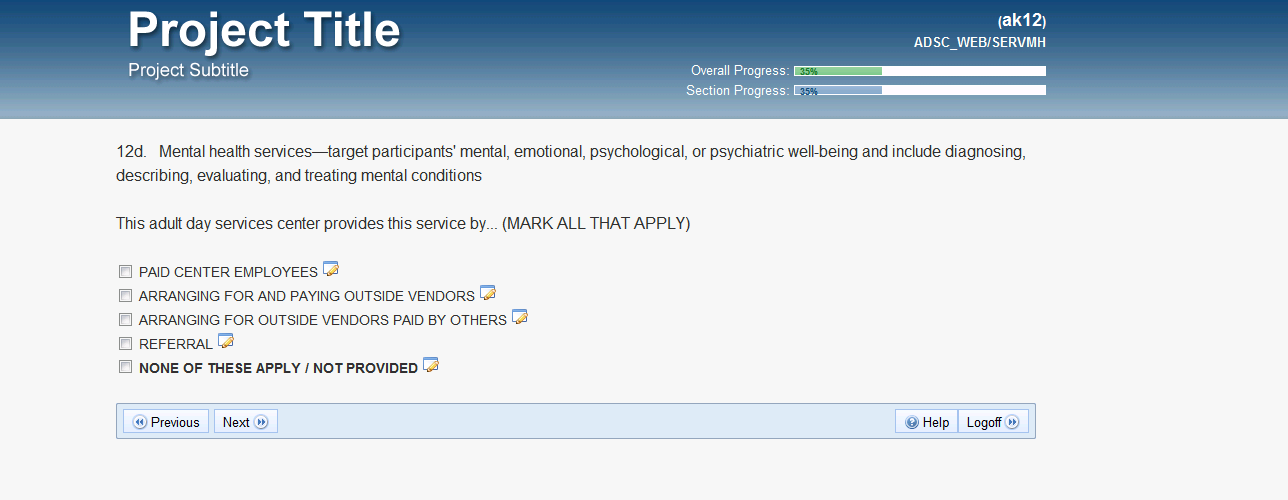 Project Title
Project Subtitle
(ak12)
ADSC_WEB/SERVMH
Overall Progress: 35%
Section Progress: 35%
12d. Mental health services—target participants' mental, emotional, psychological, or psychiatric well-being and include diagnosing,
describing, evaluating, and treating mental conditions
This adult day services center provides this service by... (MARK ALL THAT APPLY)
PAID CENTER EMPLOYEES
ARRANGING FOR AND PAYING OUTSIDE VENDORS
ARRANGING FOR OUTSIDE VENDORS PAID BY OTHERS
REFERRAL
NONE OF THESE APPLY / NOT PROVIDED
Previous Next Help Logoff